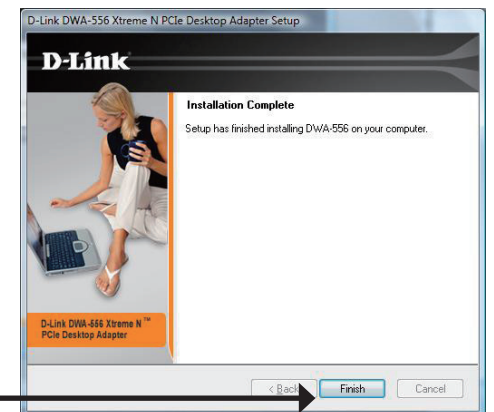 D-Link DWA-556 Xtreme N PCIe Desktop Adapter Setup
D-Link
Installation Complete
Setup has finished installing DWA-556 on your computer.
D-Link DWA-556 Xtreme N ™
PCIe Desktop Adapter
< Back Finish Cancel